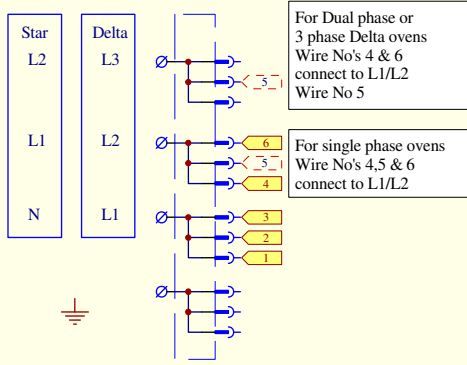 Star Delta
L2 L3
For Dual phase or
3 phase Delta ovens
Wire No's 4 & 6
connect to L1/L2
Wire No 5
5
L1 L2
6
5
4
For single phase ovens
Wire No's 4,5 & 6
connect to L1/L2
N L1
3
2
1